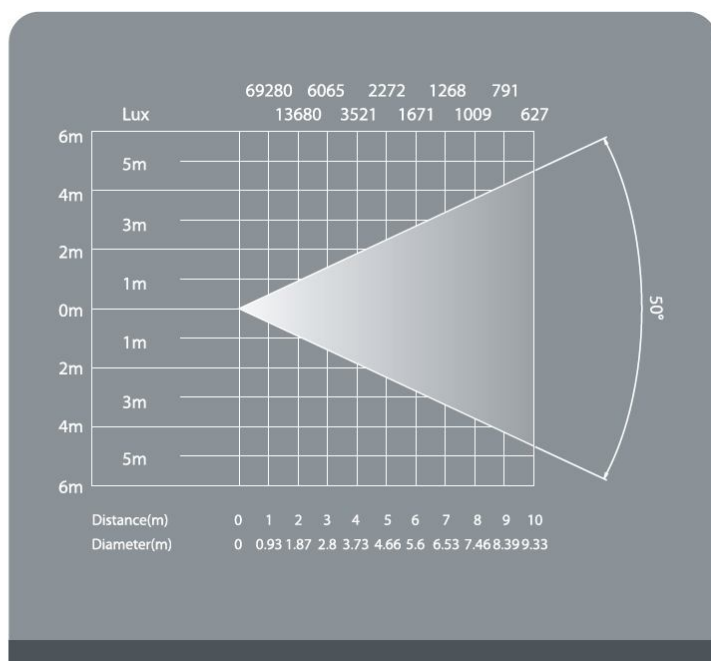 69280 6065 2272 1268 791
Lux 13680 3521 1671 1009 627
6m
5m
4m
3m
2m
1m
0m
1m
2m
3m
4m
5m
6m
50°
Distance(m) 0 1 2 3 4 5 6 7 8 9 10
Diameter(m) 0 0.93 1.87 2.8 3.73 4.66 5.6 6.53 7.46 8.39 9.33